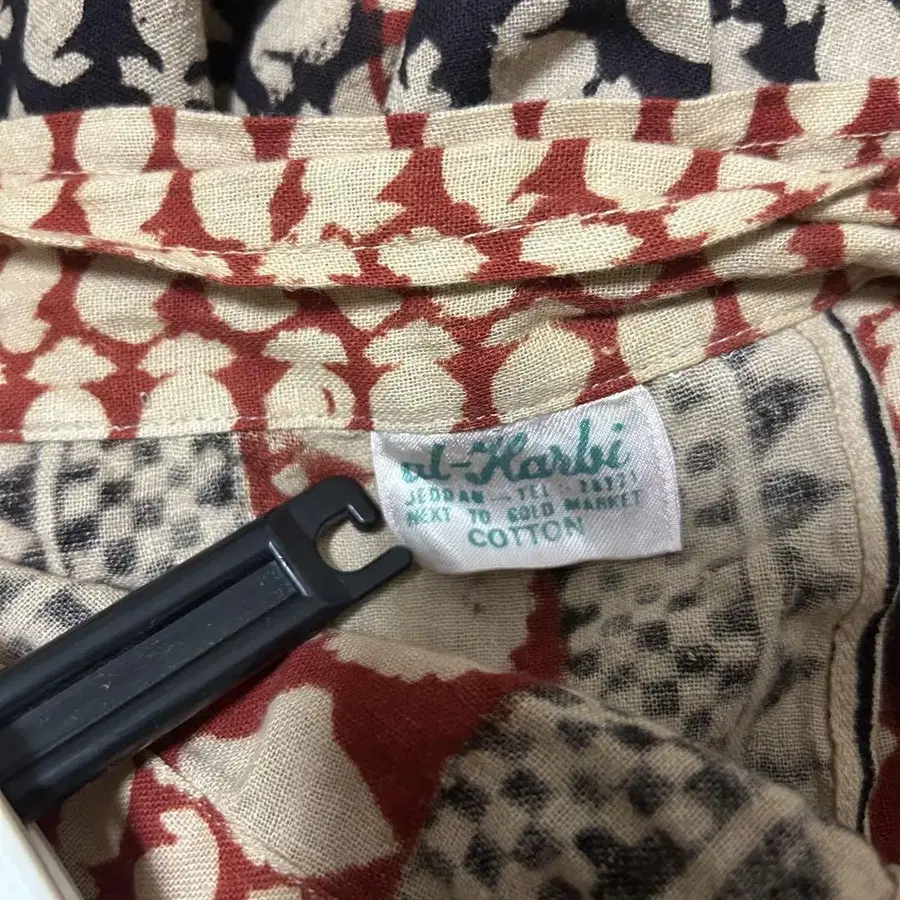 al-Harbi
JEDDAH - TEL
NEXT TO GOLD MARKET
COTTON